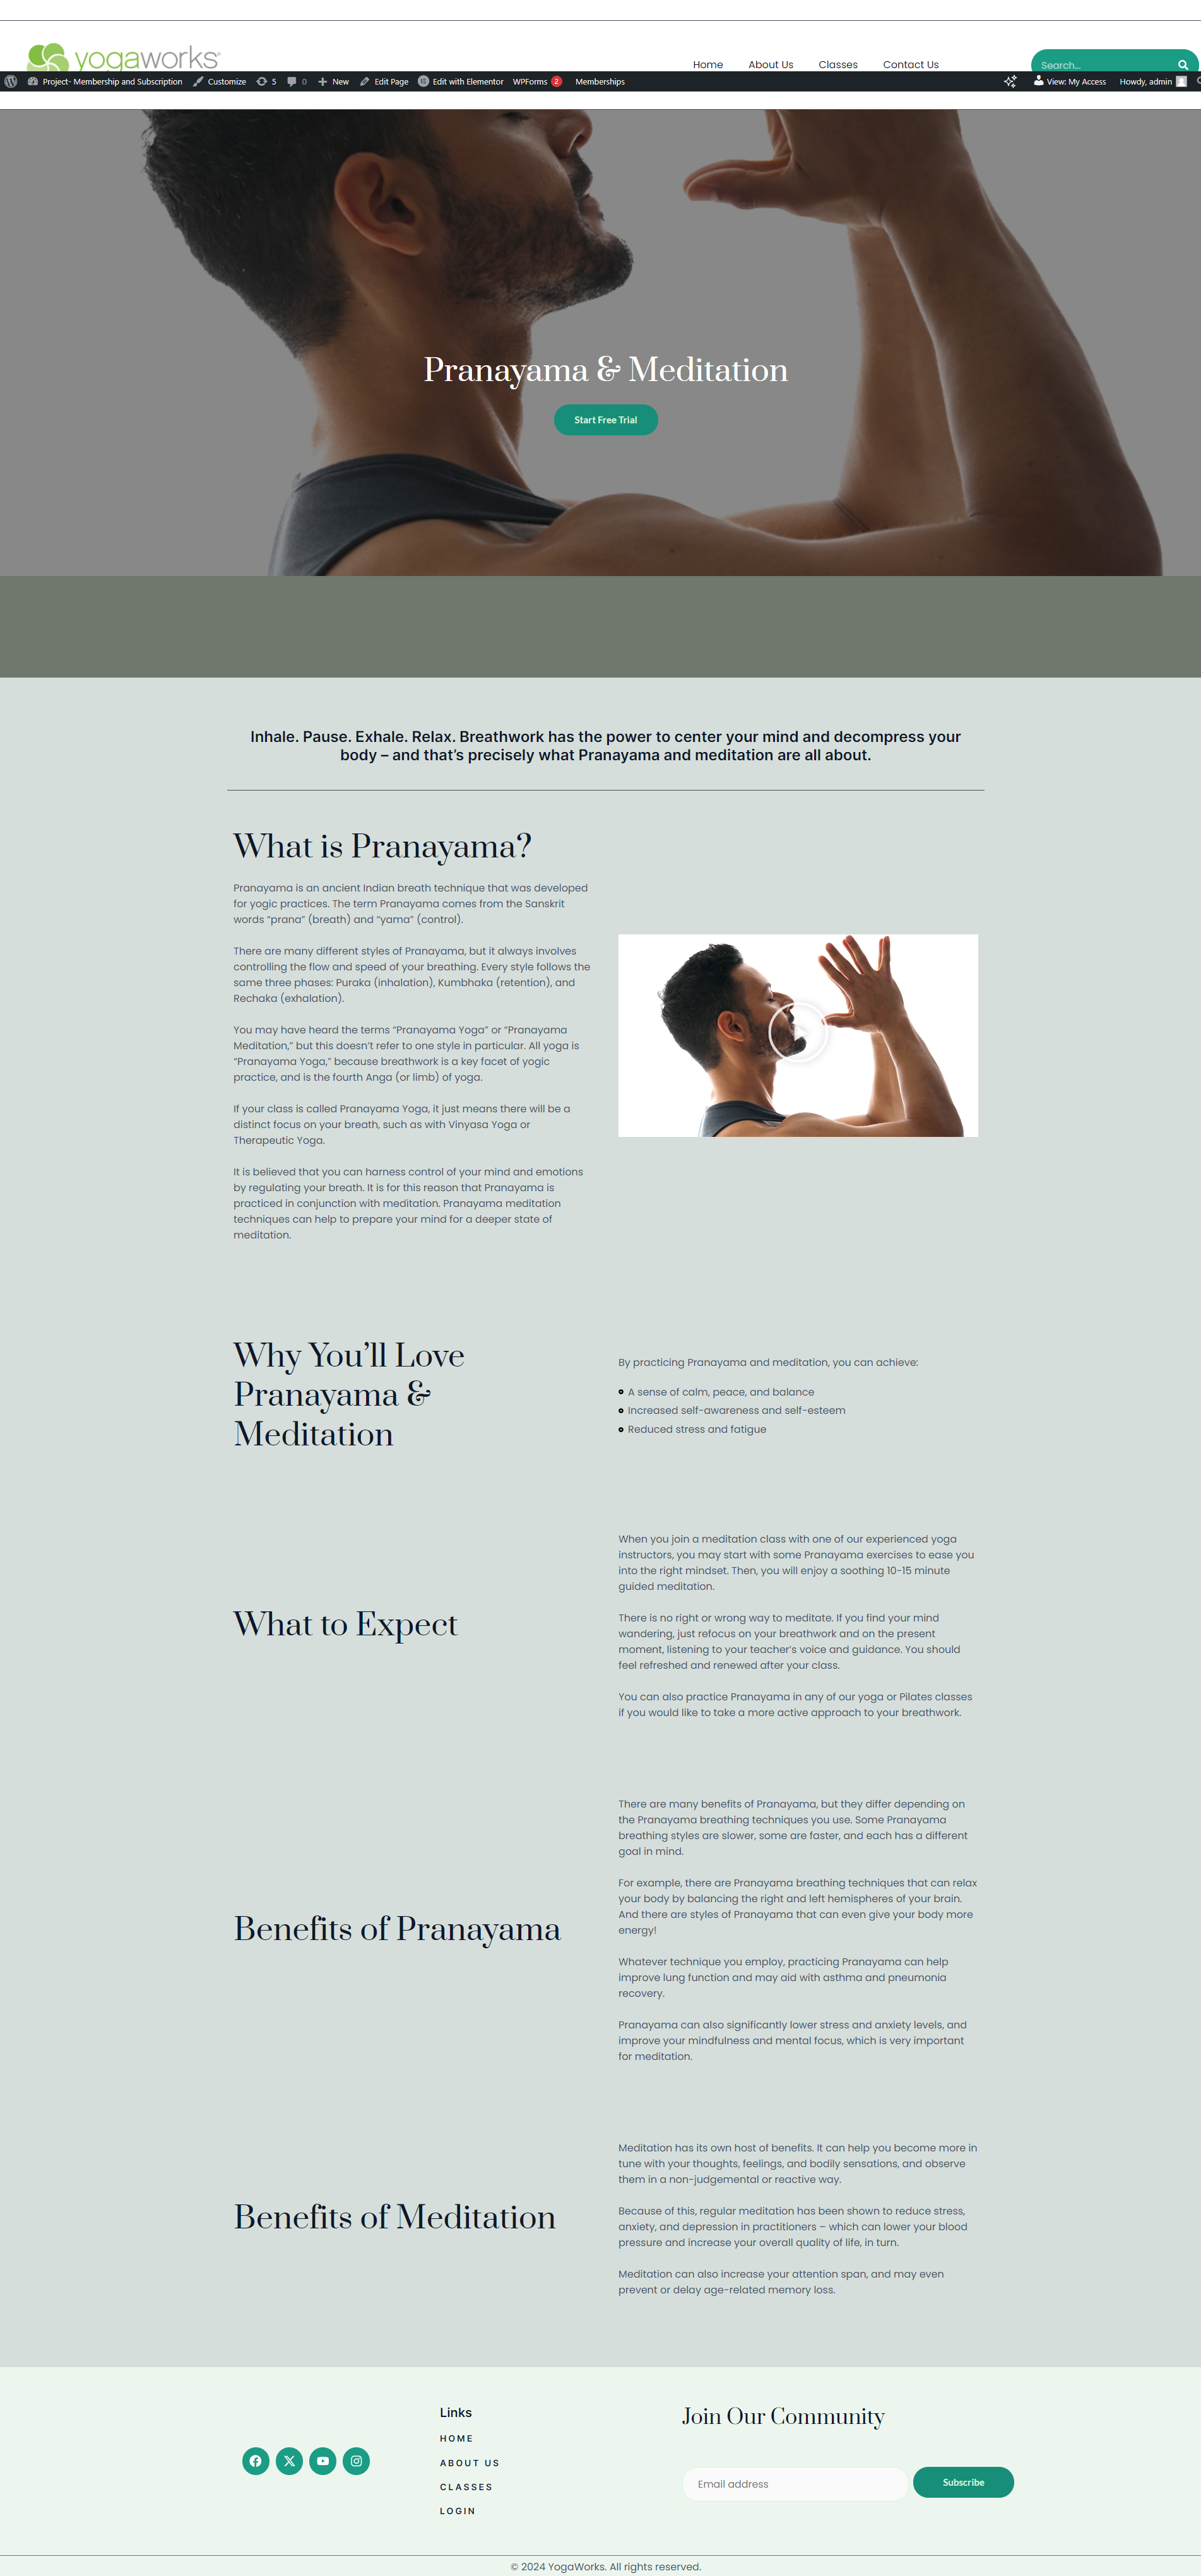 yogaworks®
Home About Us Classes Contact Us
Search...
Project- Membership and Subscription Customize 5 0 New Edit Page Edit with Elementor WPForms 2 Memberships
View: My Access Howdy, admin
Pranayama & Meditation
Start Free Trial
Inhale. Pause. Exhale. Relax. Breathwork has the power to center your mind and decompress your
body – and that’s precisely what Pranayama and meditation are all about.
What is Pranayama?
Pranayama is an ancient Indian breath technique that was developed
for yogic practices. The term Pranayama comes from the Sanskrit
words “prana” (breath) and “yama” (control).
There are many different styles of Pranayama, but it always involves
controlling the flow and speed of your breathing. Every style follows the
same three phases: Puraka (inhalation), Kumbhaka (retention), and
Rechaka (exhalation).
You may have heard the terms “Pranayama Yoga” or “Pranayama
Meditation,” but this doesn’t refer to one style in particular. All yoga is
“Pranayama Yoga,” because breathwork is a key facet of yogic
practice, and is the fourth Anga (or limb) of yoga.
If your class is called Pranayama Yoga, it just means there will be a
distinct focus on your breath, such as with Vinyasa Yoga or
Therapeutic Yoga.
It is believed that you can harness control of your mind and emotions
by regulating your breath. It is for this reason that Pranayama is
practiced in conjunction with meditation. Pranayama meditation
techniques can help to prepare your mind for a deeper state of
meditation.
Why You’ll Love
Pranayama &
Meditation
By practicing Pranayama and meditation, you can achieve:
A sense of calm, peace, and balance
Increased self-awareness and self-esteem
Reduced stress and fatigue
What to Expect
When you join a meditation class with one of our experienced yoga
instructors, you may start with some Pranayama exercises to ease you
into the right mindset. Then, you will enjoy a soothing 10-15 minute
guided meditation.
There is no right or wrong way to meditate. If you find your mind
wandering, just refocus on your breathwork and on the present
moment, listening to your teacher’s voice and guidance. You should
feel refreshed and renewed after your class.
You can also practice Pranayama in any of our yoga or Pilates classes
if you would like to take a more active approach to your breathwork.
Benefits of Pranayama
There are many benefits of Pranayama, but they differ depending on
the Pranayama breathing techniques you use. Some Pranayama
breathing styles are slower, some are faster, and each has a different
goal in mind.
For example, there are Pranayama breathing techniques that can relax
your body by balancing the right and left hemispheres of your brain.
And there are styles of Pranayama that can even give your body more
energy!
Whatever technique you employ, practicing Pranayama can help
improve lung function and may aid with asthma and pneumonia
recovery.
Pranayama can also significantly lower stress and anxiety levels, and
improve your mindfulness and mental focus, which is very important
for meditation.
Benefits of Meditation
Meditation has its own host of benefits. It can help you become more in
tune with your thoughts, feelings, and bodily sensations, and observe
them in a non-judgemental or reactive way.
Because of this, regular meditation has been shown to reduce stress,
anxiety, and depression in practitioners – which can lower your blood
pressure and increase your overall quality of life, in turn.
Meditation can also increase your attention span, and may even
prevent or delay age-related memory loss.
Links
HOME
ABOUT US
CLASSES
LOGIN
Join Our Community
Email address
Subscribe
© 2024 YogaWorks. All rights reserved.